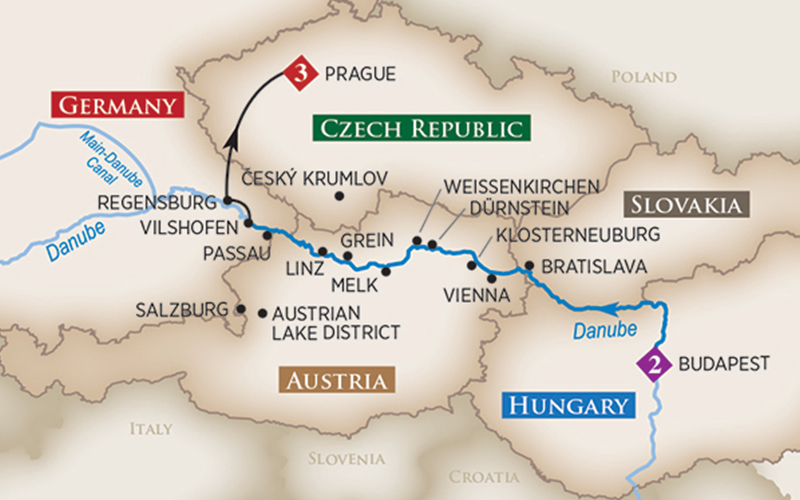 POLAND
3 PRAGUE
GERMANY
CZECH REPUBLIC
Main-Danube
Canal
ČESKÝ KRUMLOV
WEISSENKIRCHEN
REGENSBURG
DÜRNSTEIN
SLOVAKIA
VILSHOFEN
Danube
GREIN
KLOSTERNEUBURG
PASSAU
LINZ
BRATISLAVA
MELK
VIENNA
SALZBURG
AUSTRIAN
LAKE DISTRICT
Danube
2 BUDAPEST
AUSTRIA
HUNGARY
ITALY
SLOVENIA
CROATIA